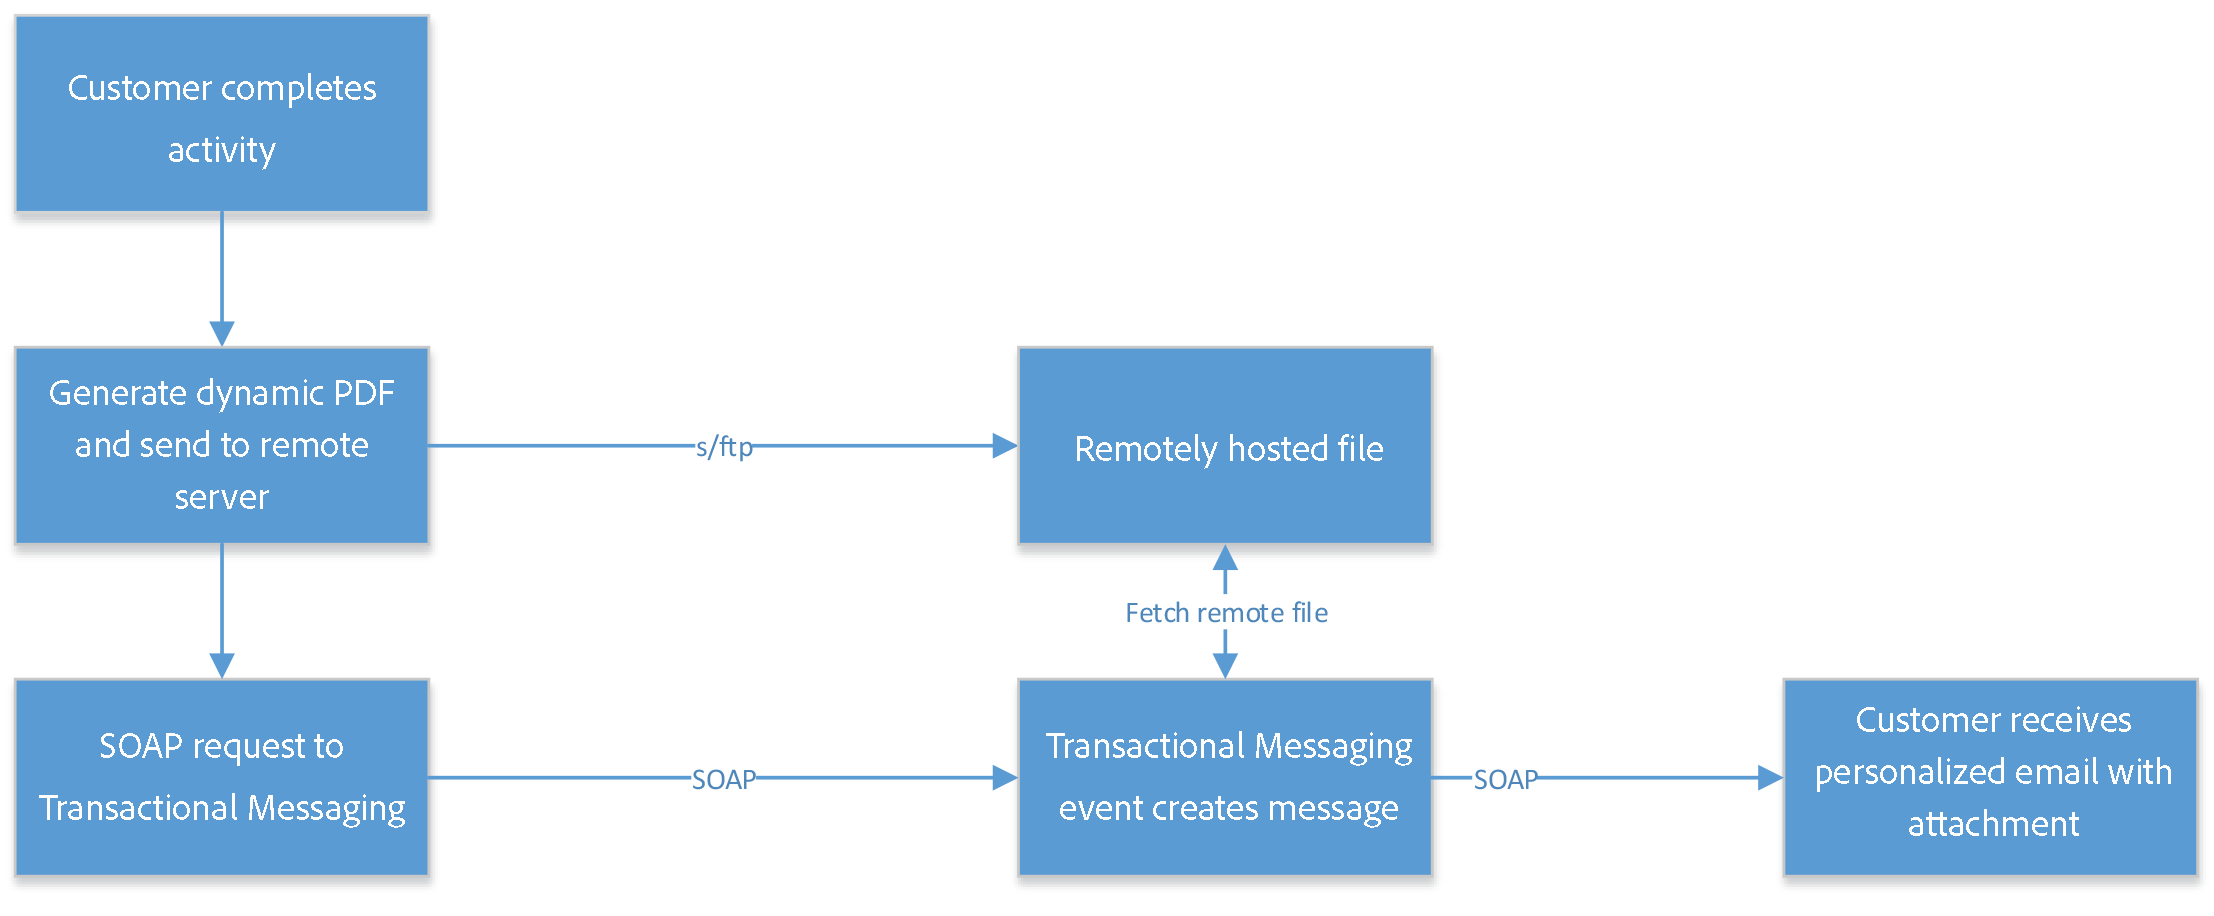 Customer completes
activity
Generate dynamic PDF
and send to remote
server
s/ftp
Remotely hosted file
Fetch remote file
SOAP request to
Transactional Messaging
SOAP
Transactional Messaging
event creates message
SOAP
Customer receives
personalized email with
attachment